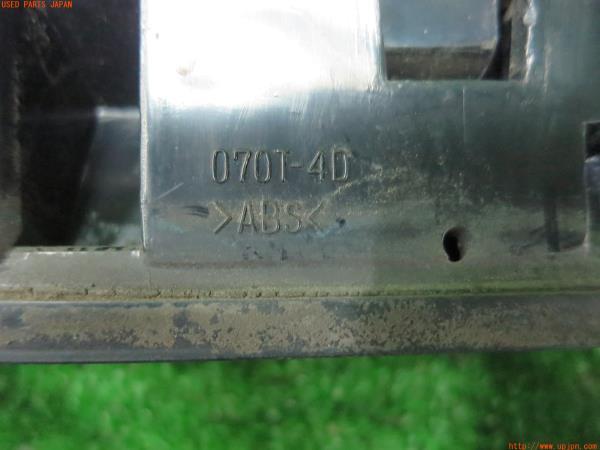 USED PARTS JAPAN
070T-4D
>ABS<
http://www.upjpn.com/